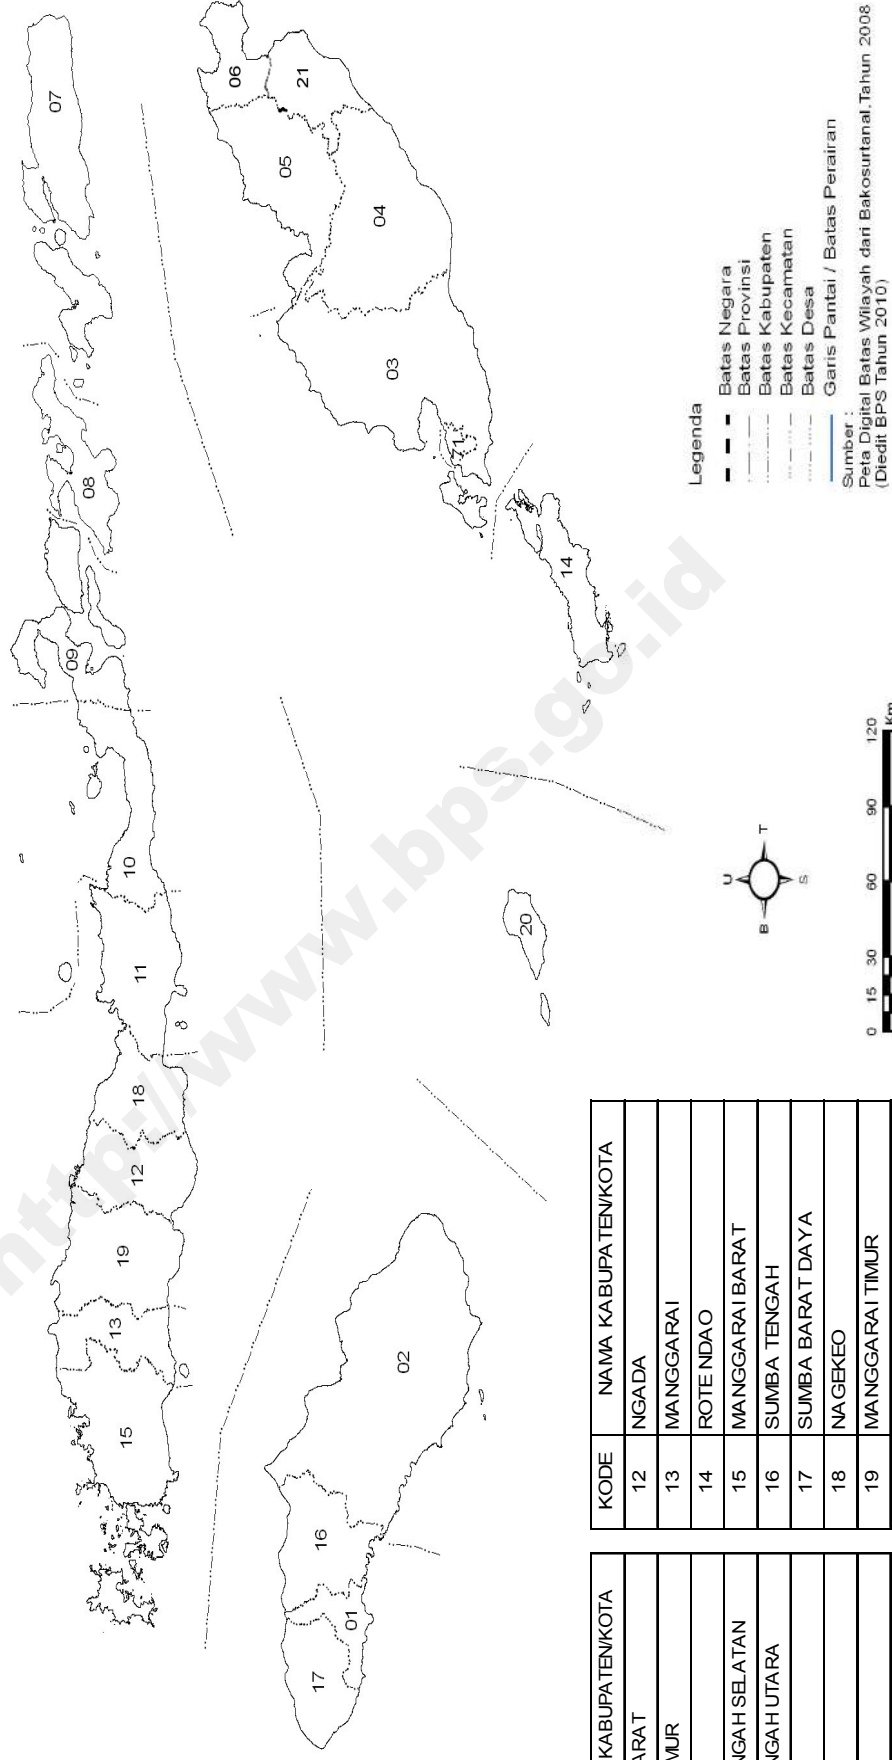 07
06
21
05
04
03
71
14
08
09
10
11
18
12
19
13
15
20
02
16
01
17
http://www.bps.go.id
Legenda
Batas Negara
Batas Provinsi
Batas Kabupaten
Batas Kecamatan
Batas Desa
Garis Pantai / Batas Perairan
Sumber :
Peta Digital Batas Wilayah dari Bakosurtanal,Tahun 2008
(Diedit BPS Tahun 2010)
U
B T
S
0 15 30 60 90 120
Km
KABUPATEN/KOTA
ARAT
MUR
NGAH SELATAN
NGAH UTARA
KODE NAMA KABUPATEN/KOTA
12 NGADA
13 MANGGARAI
14 ROTE NDAO
15 MANGGARAI BARAT
16 SUMBA TENGAH
17 SUMBA BARAT DAYA
18 NAGEKEO
19 MANGGARAI TIMUR